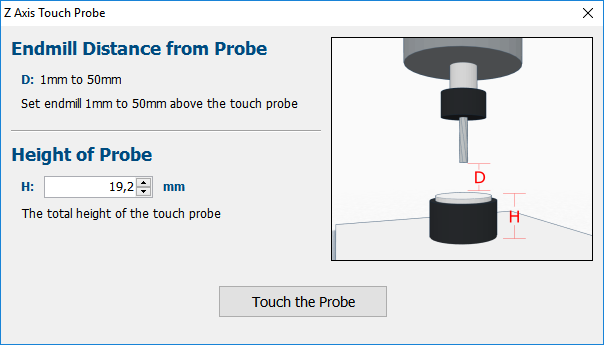 Z Axis Touch Probe
Endmill Distance from Probe
D: 1mm to 50mm
Set endmill 1mm to 50mm above the touch probe
Height of Probe
H: 19,2 mm
The total height of the touch probe
D
H
Touch the Probe